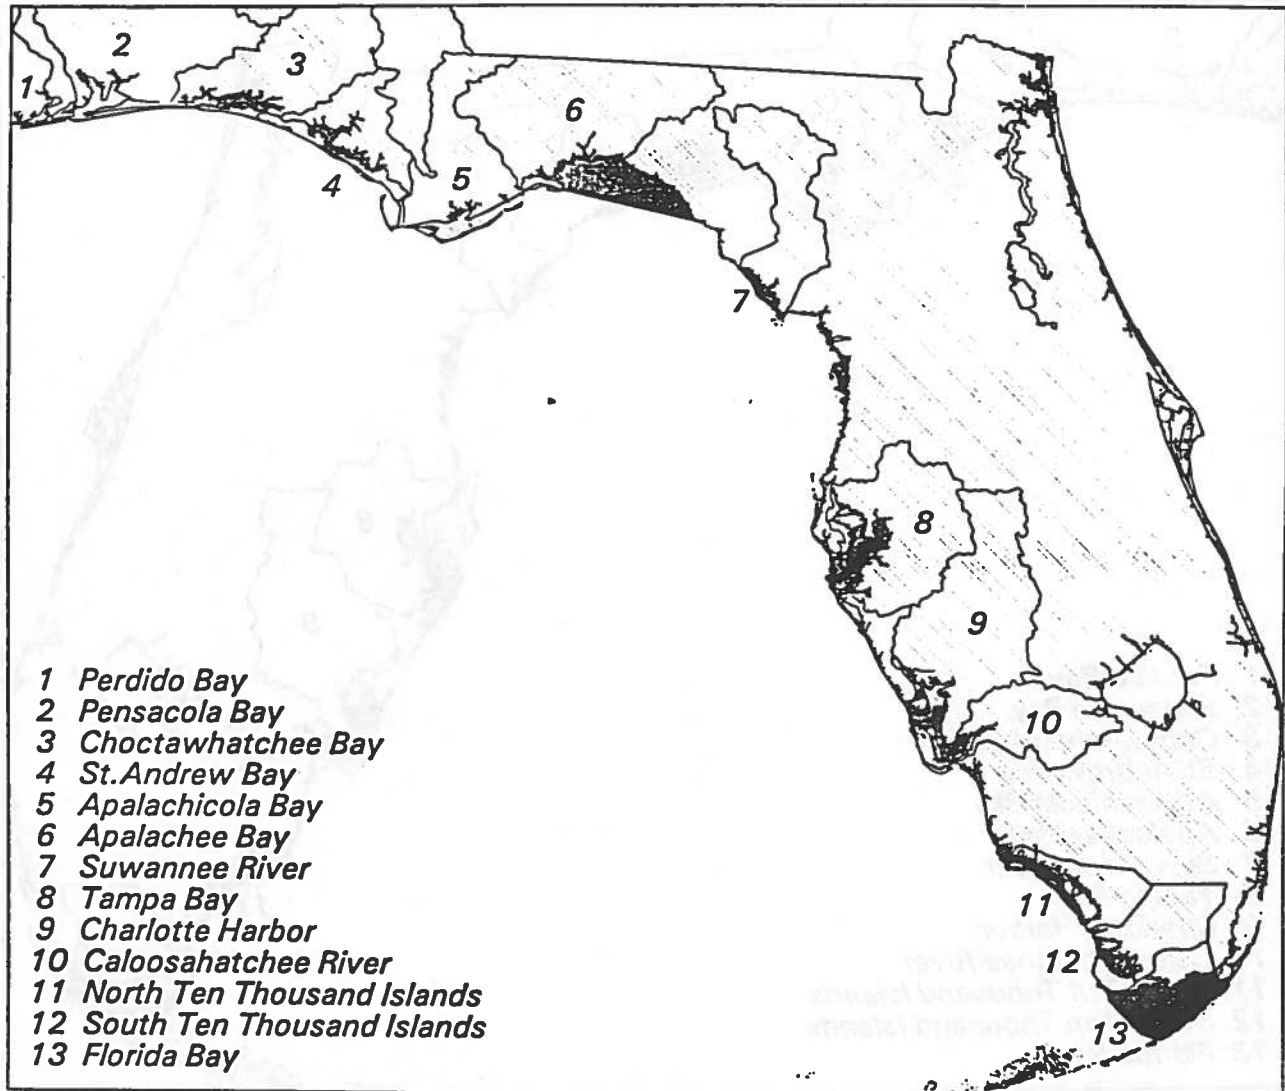 2
3
1
6
4
5
7
8
9
10
11
12
13
1 Perdido Bay
2 Pensacola Bay
3 Choctawhatchee Bay
4 St.Andrew Bay
5 Apalachicola Bay
6 Apalachee Bay
7 Suwannee River
8 Tampa Bay
9 Charlotte Harbor
10 Caloosahatchee River
11 North Ten Thousand Islands
12 South Ten Thousand Islands
13 Florida Bay